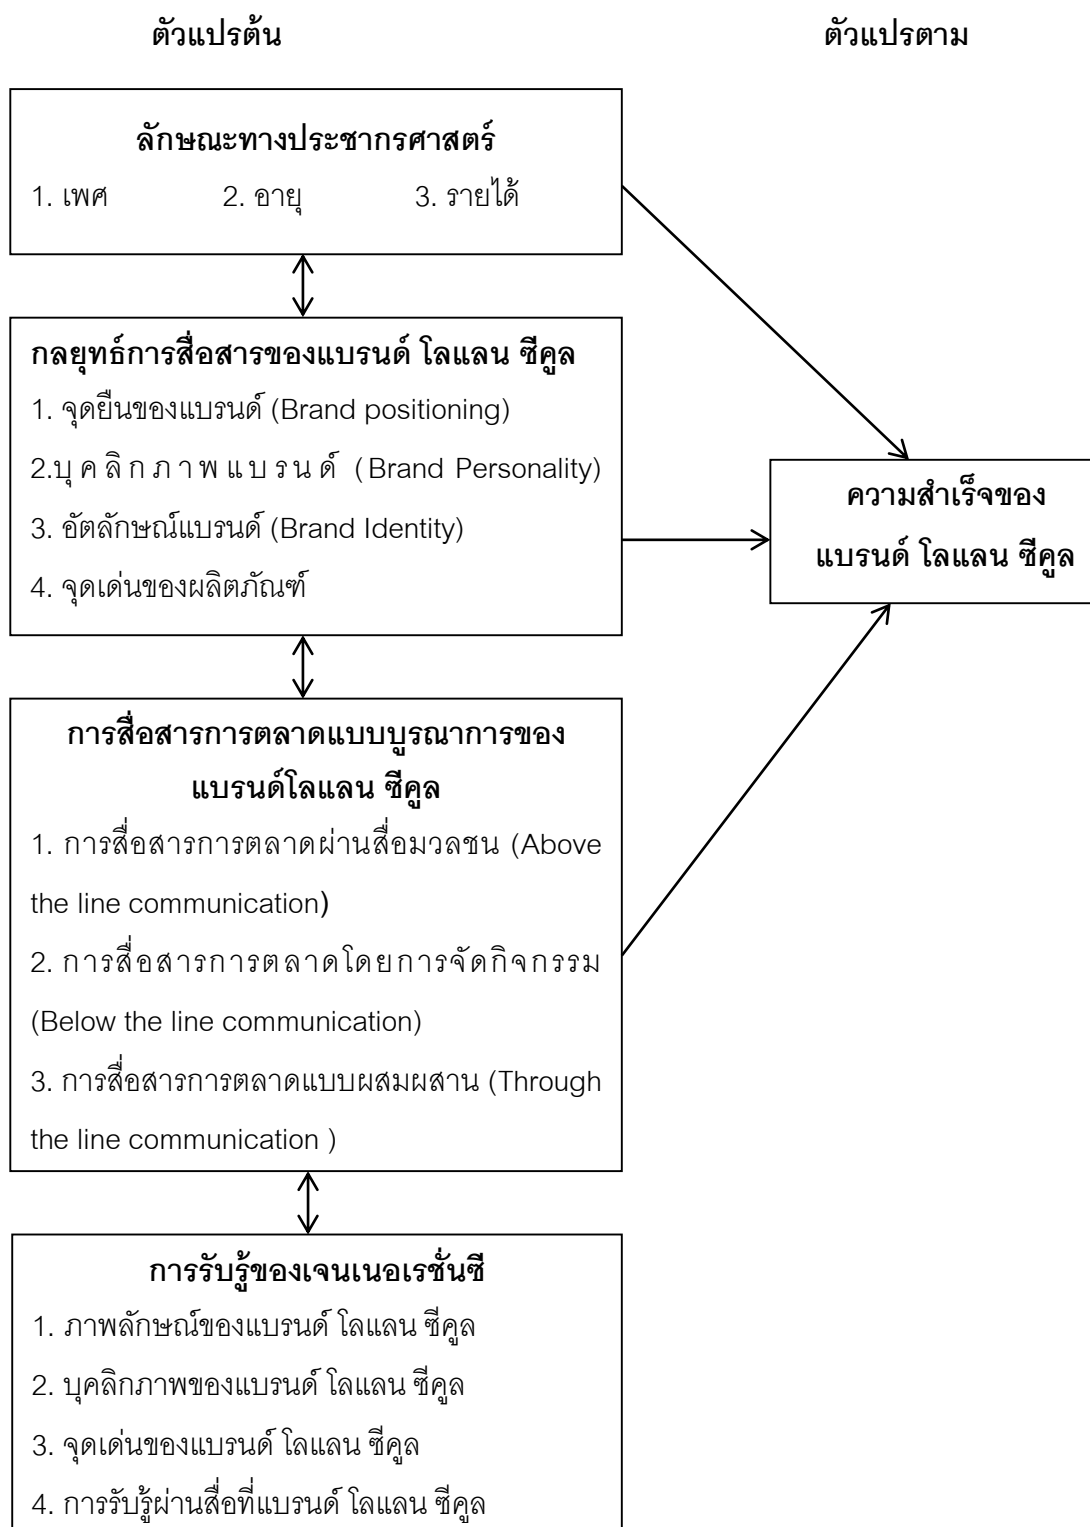 ตัวแปรต้น
ตัวแปรตาม
ลักษณะทางประชากรศาสตร์
1. เพศ 2. อายุ 3. รายได้
กลยุทธ์การสื่อสารของแบรนด์ โลแลน ซีคูล
1. จุดยืนของแบรนด์ (Brand positioning)
2.บุคลิกภาพแบรนด์ (Brand Personality)
3. อัตลักษณ์แบรนด์ (Brand Identity)
4. จุดเด่นของผลิตภัณฑ์
ความสำเร็จของ
แบรนด์ โลแลน ซีคูล
การสื่อสารการตลาดแบบบูรณาการของ
แบรนด์โลแลน ซีคูล
1. การสื่อสารการตลาดผ่านสื่อมวลชน (Above
the line communication)
2. การสื่อสารการตลาดโดยการจัดกิจกรรม
(Below the line communication)
3. การสื่อสารการตลาดแบบผสมผสาน (Through
the line communication )
การรับรู้ของเจนเนอเรชั่นซี
1. ภาพลักษณ์ของแบรนด์ โลแลน ซีคูล
2. บุคลิกภาพของแบรนด์ โลแลน ซีคูล
3. จุดเด่นของแบรนด์ โลแลน ซีคูล
4. การรับรู้ผ่านสื่อที่แบรนด์ โลแลน ซีคูล